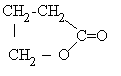 CH₂-CH₂
C=O
CH₂ – O